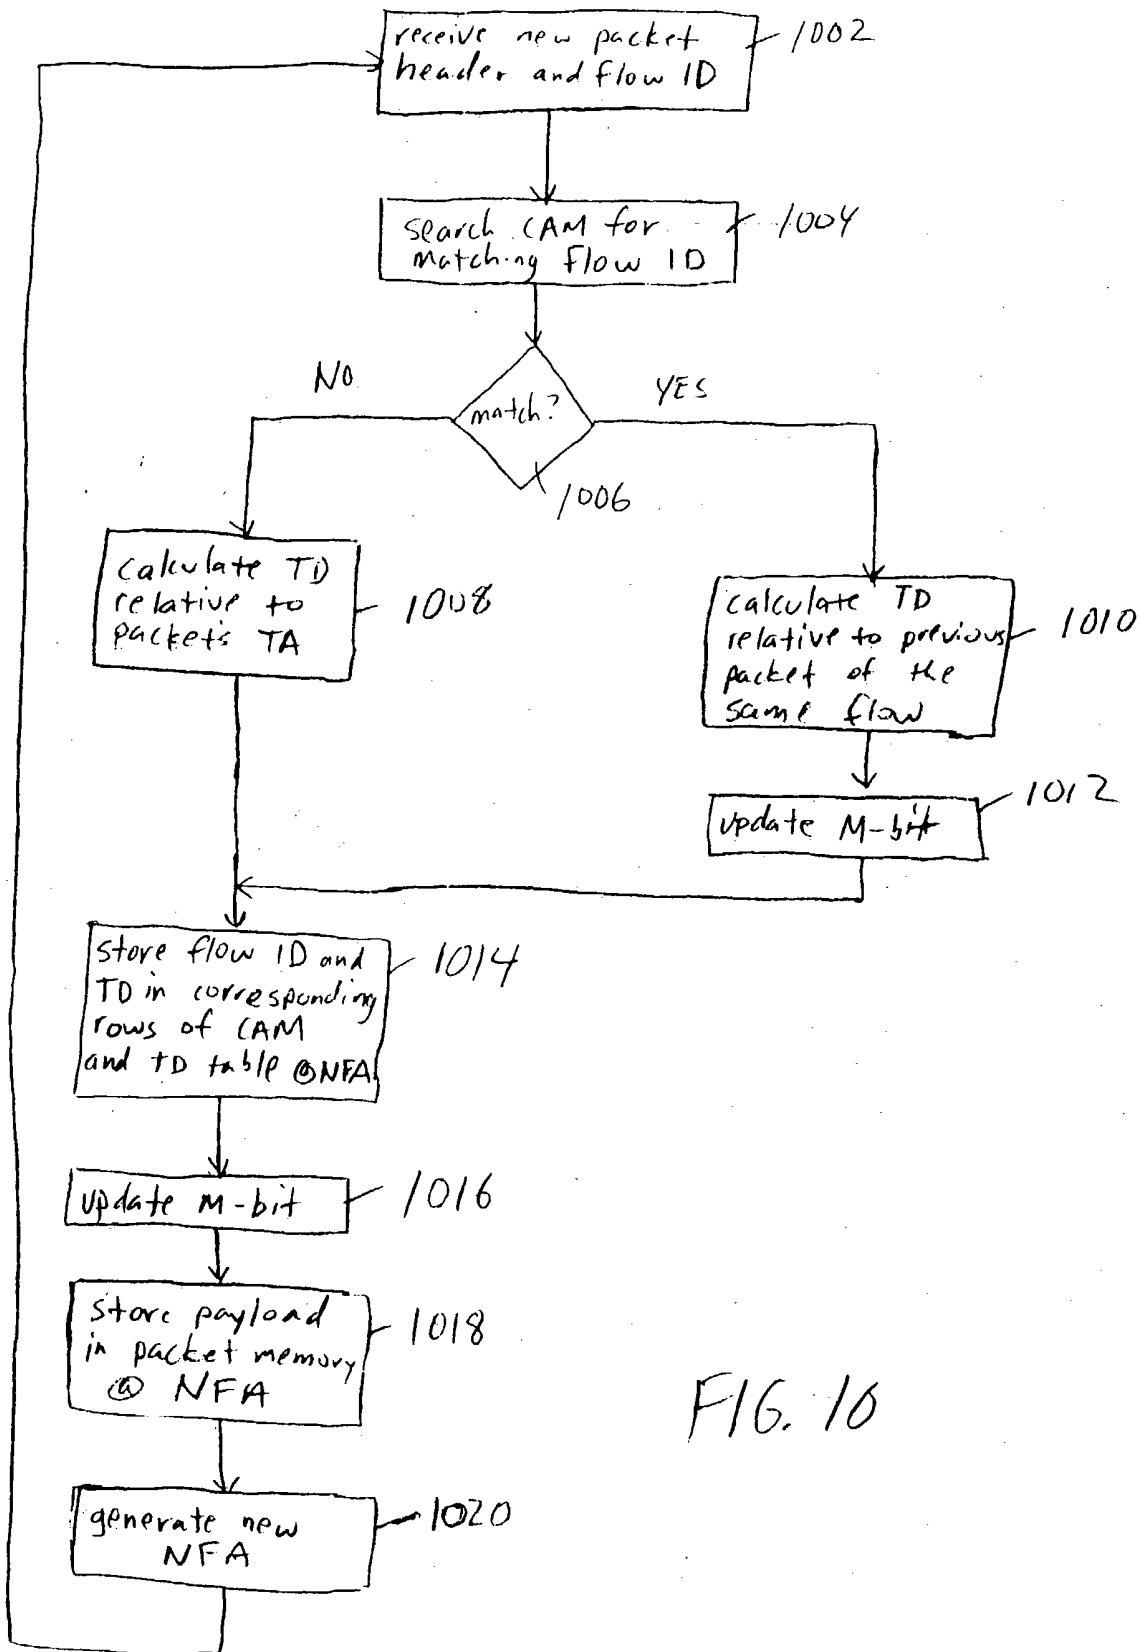 receive new packet
header and flow ID
1002
search CAM for
matching flow ID
1004
NO
match?
YES
1006
calculate TD
relative to
packet's TA
1008
calculate TD
relative to previous
packet of the
same flow
1010
update M-bit
1012
store flow ID and
TD in corresponding
rows of CAM
and TD table @NFA
1014
update M-bit
1016
store payload
in packet memory
@ NFA
1018
generate new
NFA
1020
FIG. 10